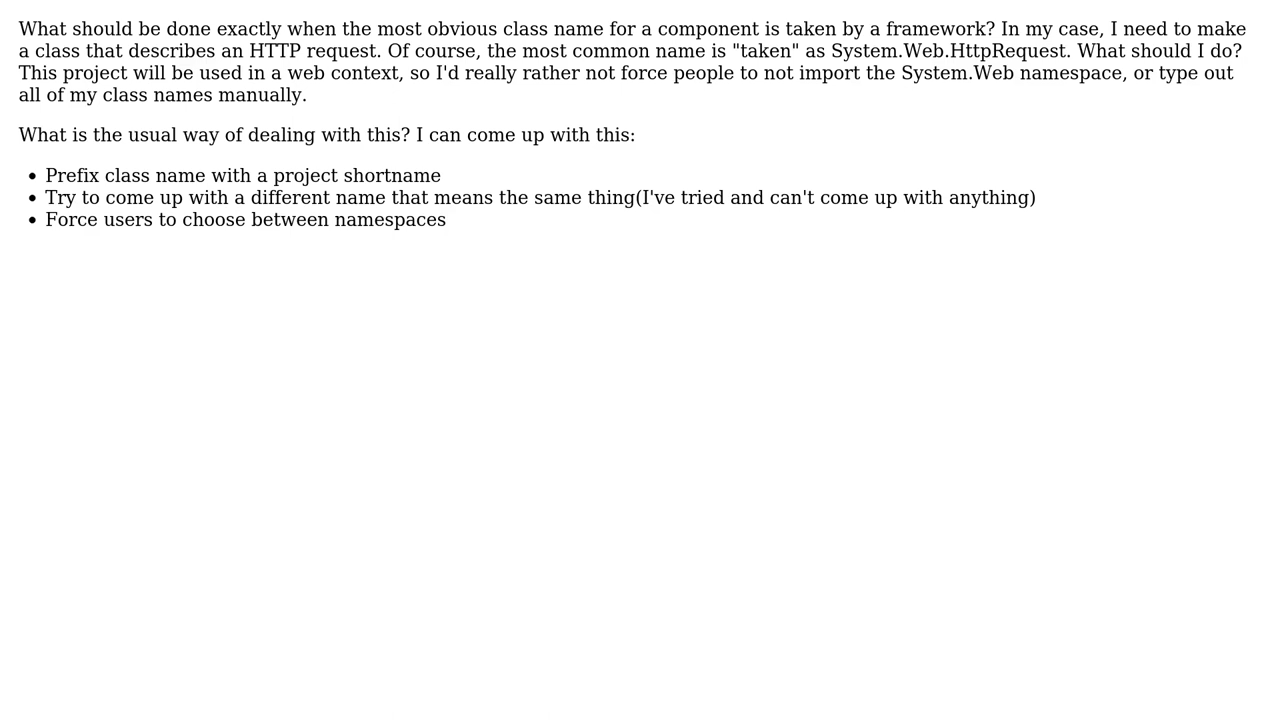 What should be done exactly when the most obvious class name for a component is taken by a framework? In my case, I need to make
a class that describes an HTTP request. Of course, the most common name is "taken" as System.Web.HttpRequest. What should I do?
This project will be used in a web context, so I'd really rather not force people to not import the System.Web namespace, or type out
all of my class names manually.
What is the usual way of dealing with this? I can come up with this:
• Prefix class name with a project shortname
• Try to come up with a different name that means the same thing(I've tried and can't come up with anything)
• Force users to choose between namespaces